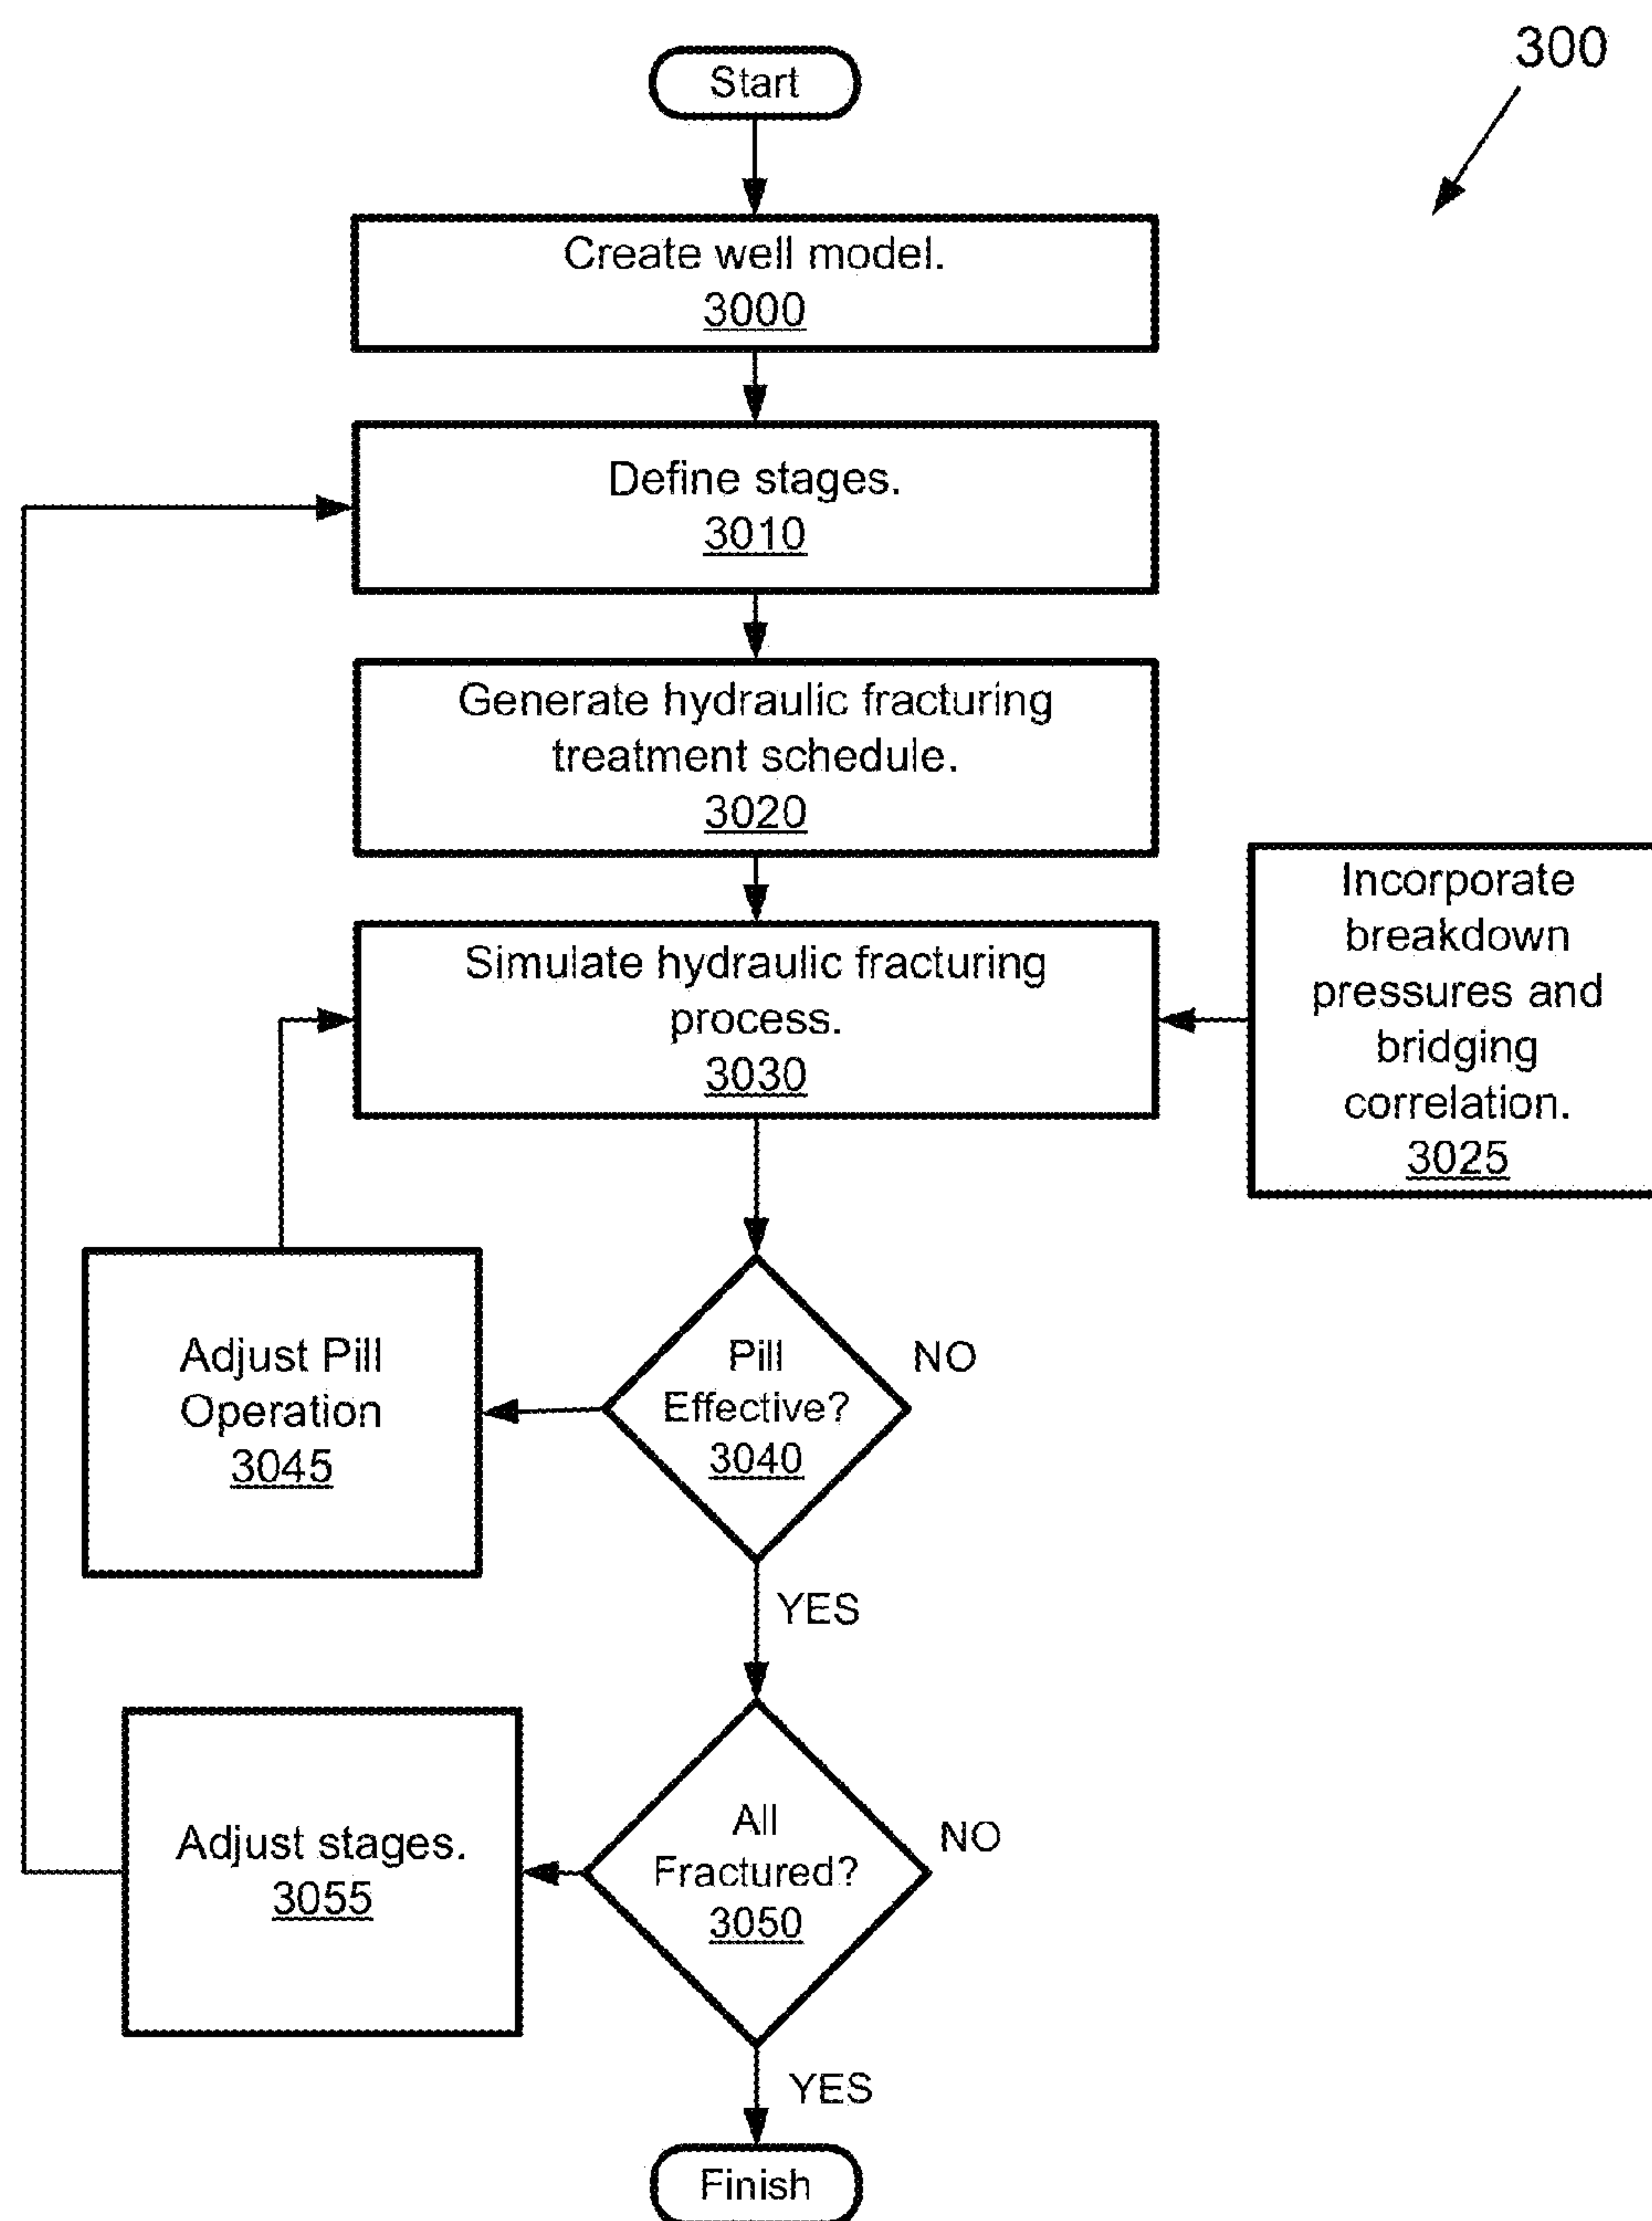 300
Start
Create well model.
3000
Define stages.
3010
Generate hydraulic fracturing
treatment schedule.
3020
Simulate hydraulic fracturing
process.
3030
Incorporate
breakdown
pressures and
bridging
correlation.
3025
Adjust Pill
Operation
3045
Pill
Effective?
3040
NO
YES
Adjust stages.
3055
All
Fractured?
3050
NO
YES
Finish